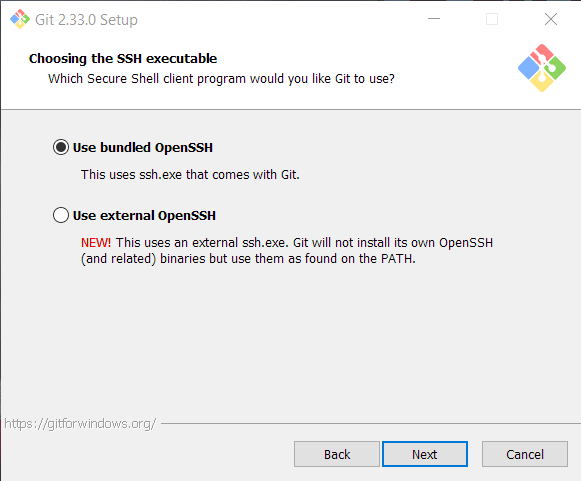 Git 2.33.0 Setup
Choosing the SSH executable
Which Secure Shell client program would you like Git to use?
Use bundled OpenSSH
This uses ssh.exe that comes with Git.
Use external OpenSSH
NEW! This uses an external ssh.exe. Git will not install its own OpenSSH
(and related) binaries but use them as found on the PATH.
https://gitforwindows.org/
Back
Next
Cancel